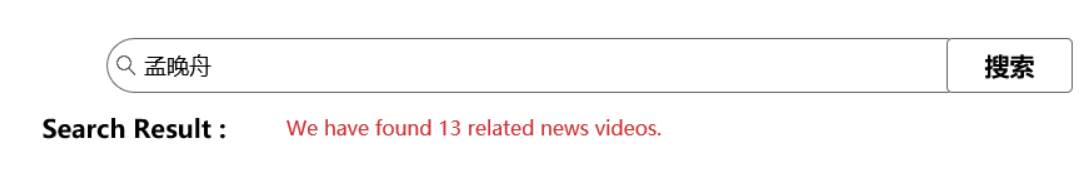 孟晚舟 搜索
Search Result : We have found 13 related news videos.